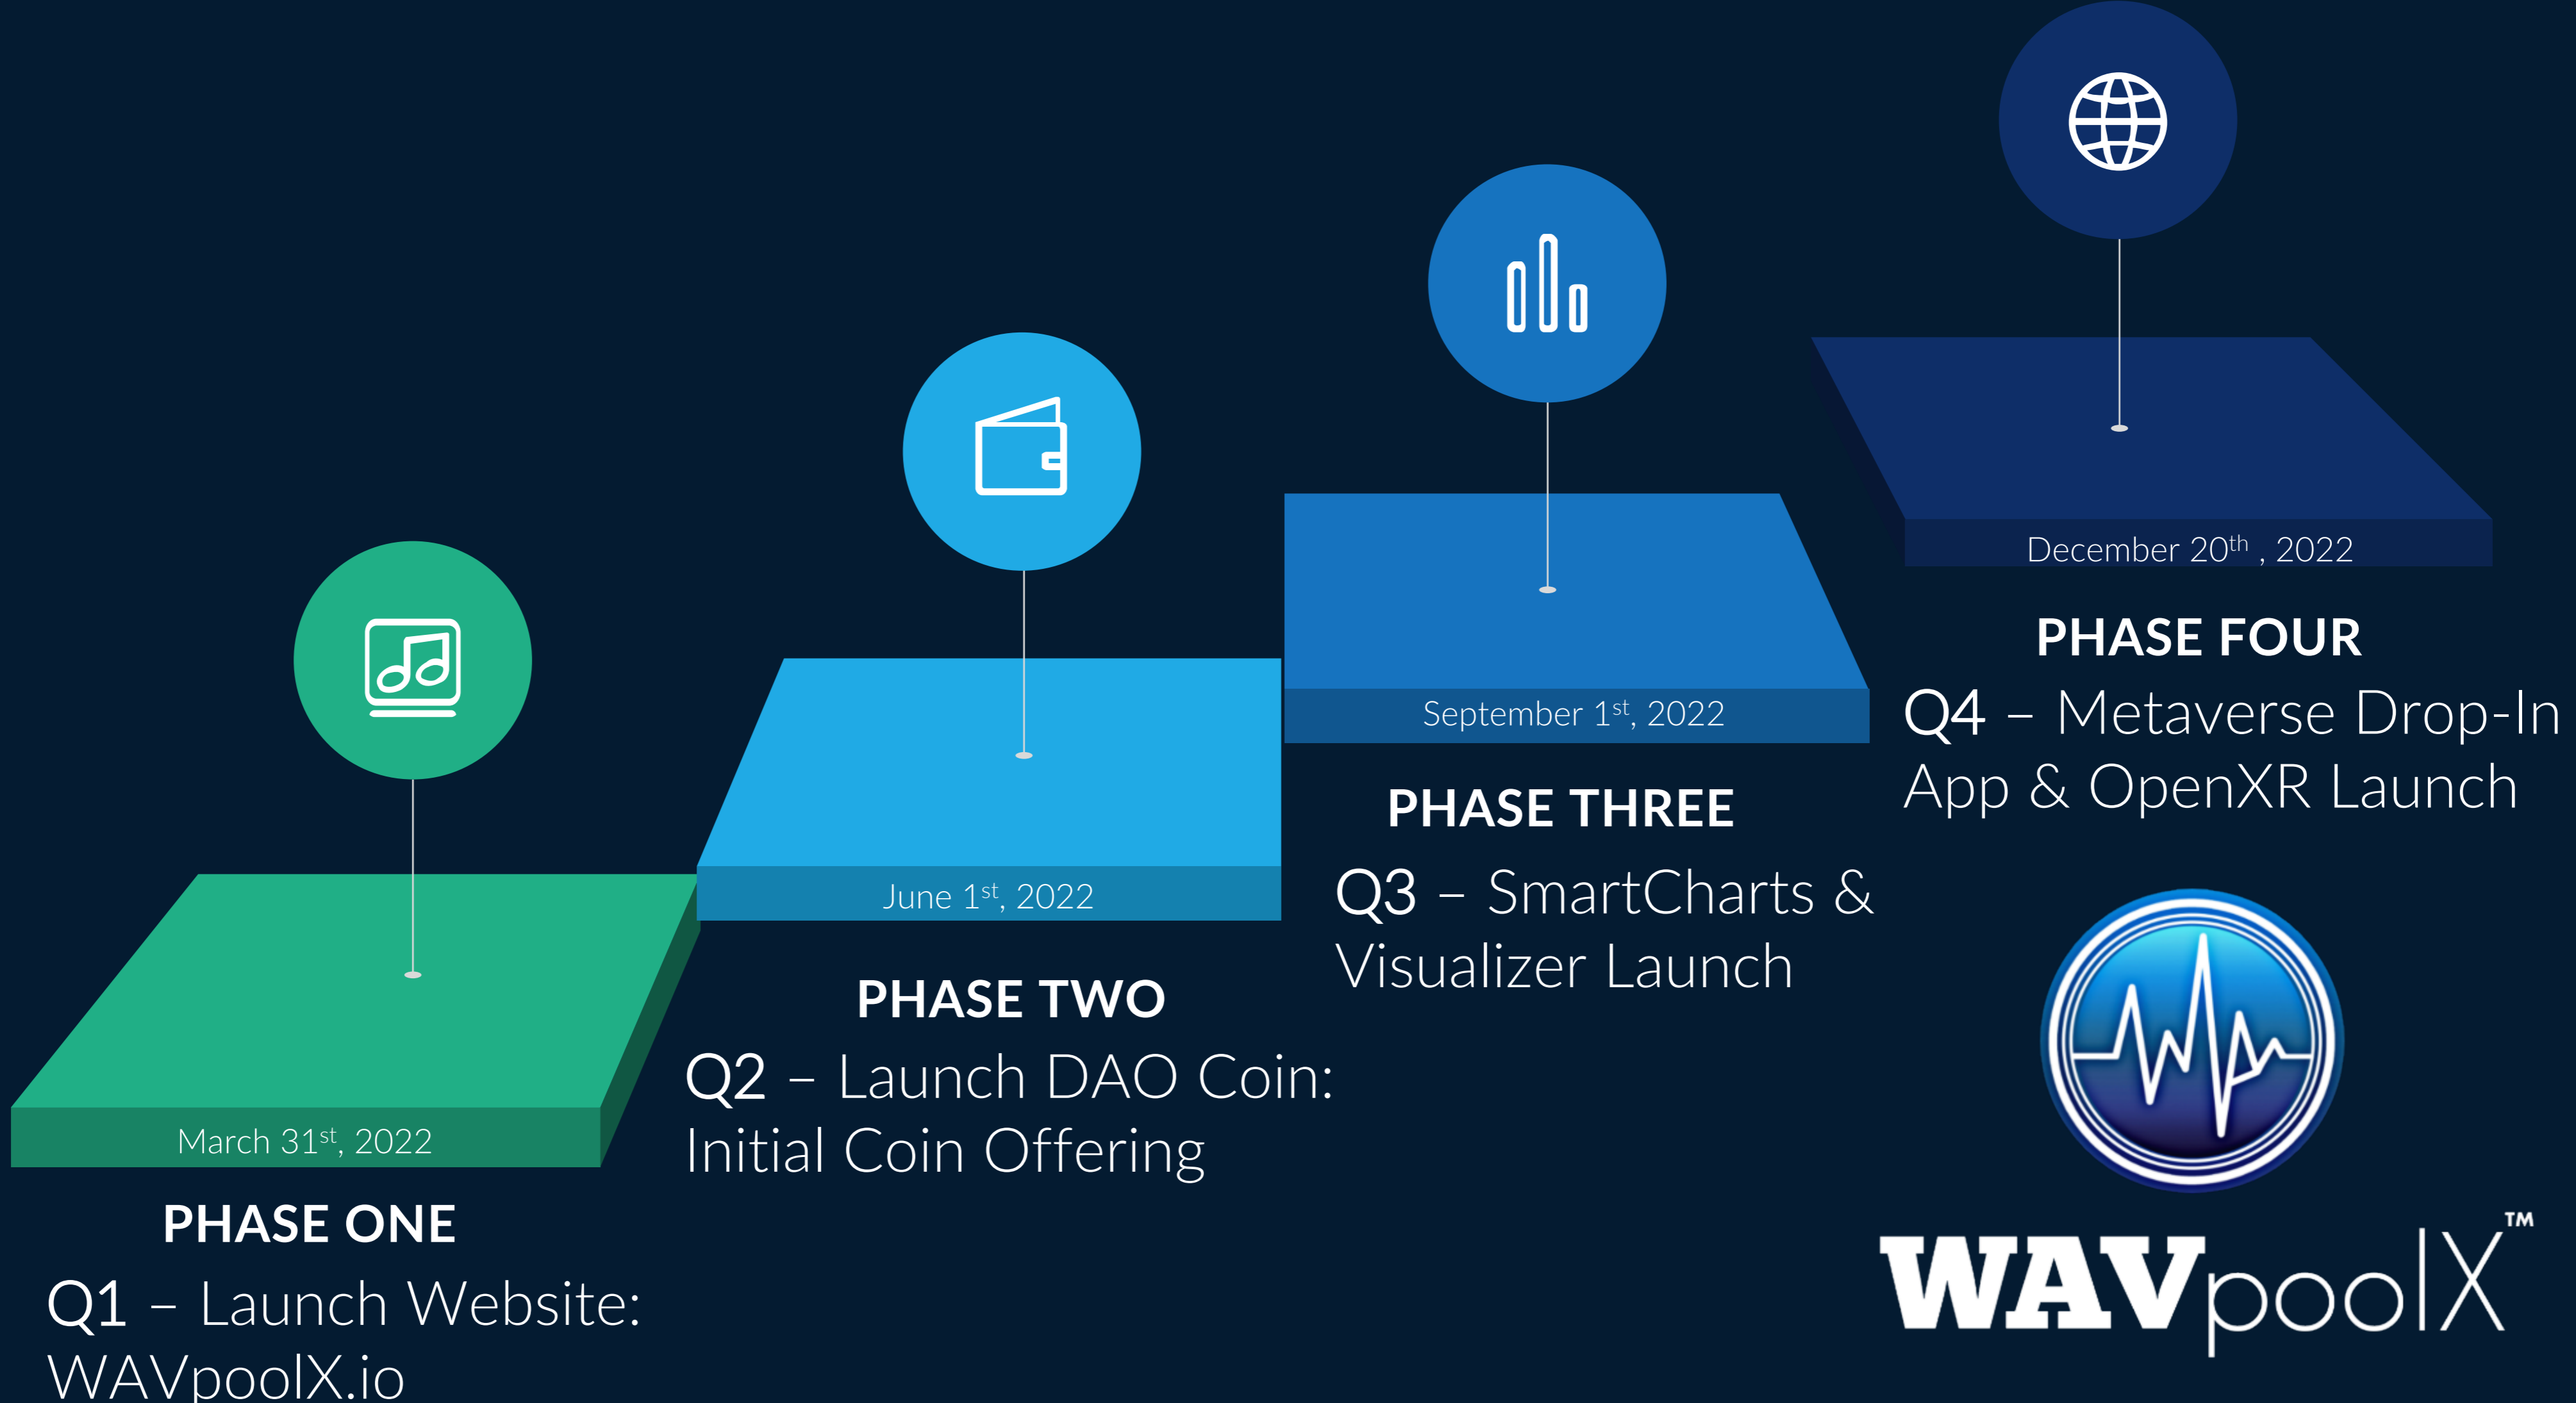 March 31st, 2022
PHASE ONE
Q1 – Launch Website:
WAVpoolX.io
June 1st, 2022
PHASE TWO
Q2 – Launch DAO Coin:
Initial Coin Offering
September 1st, 2022
PHASE THREE
Q3 – SmartCharts &
Visualizer Launch
December 20th , 2022
PHASE FOUR
Q4 – Metaverse Drop-In
App & OpenXR Launch
WAVpoolX™